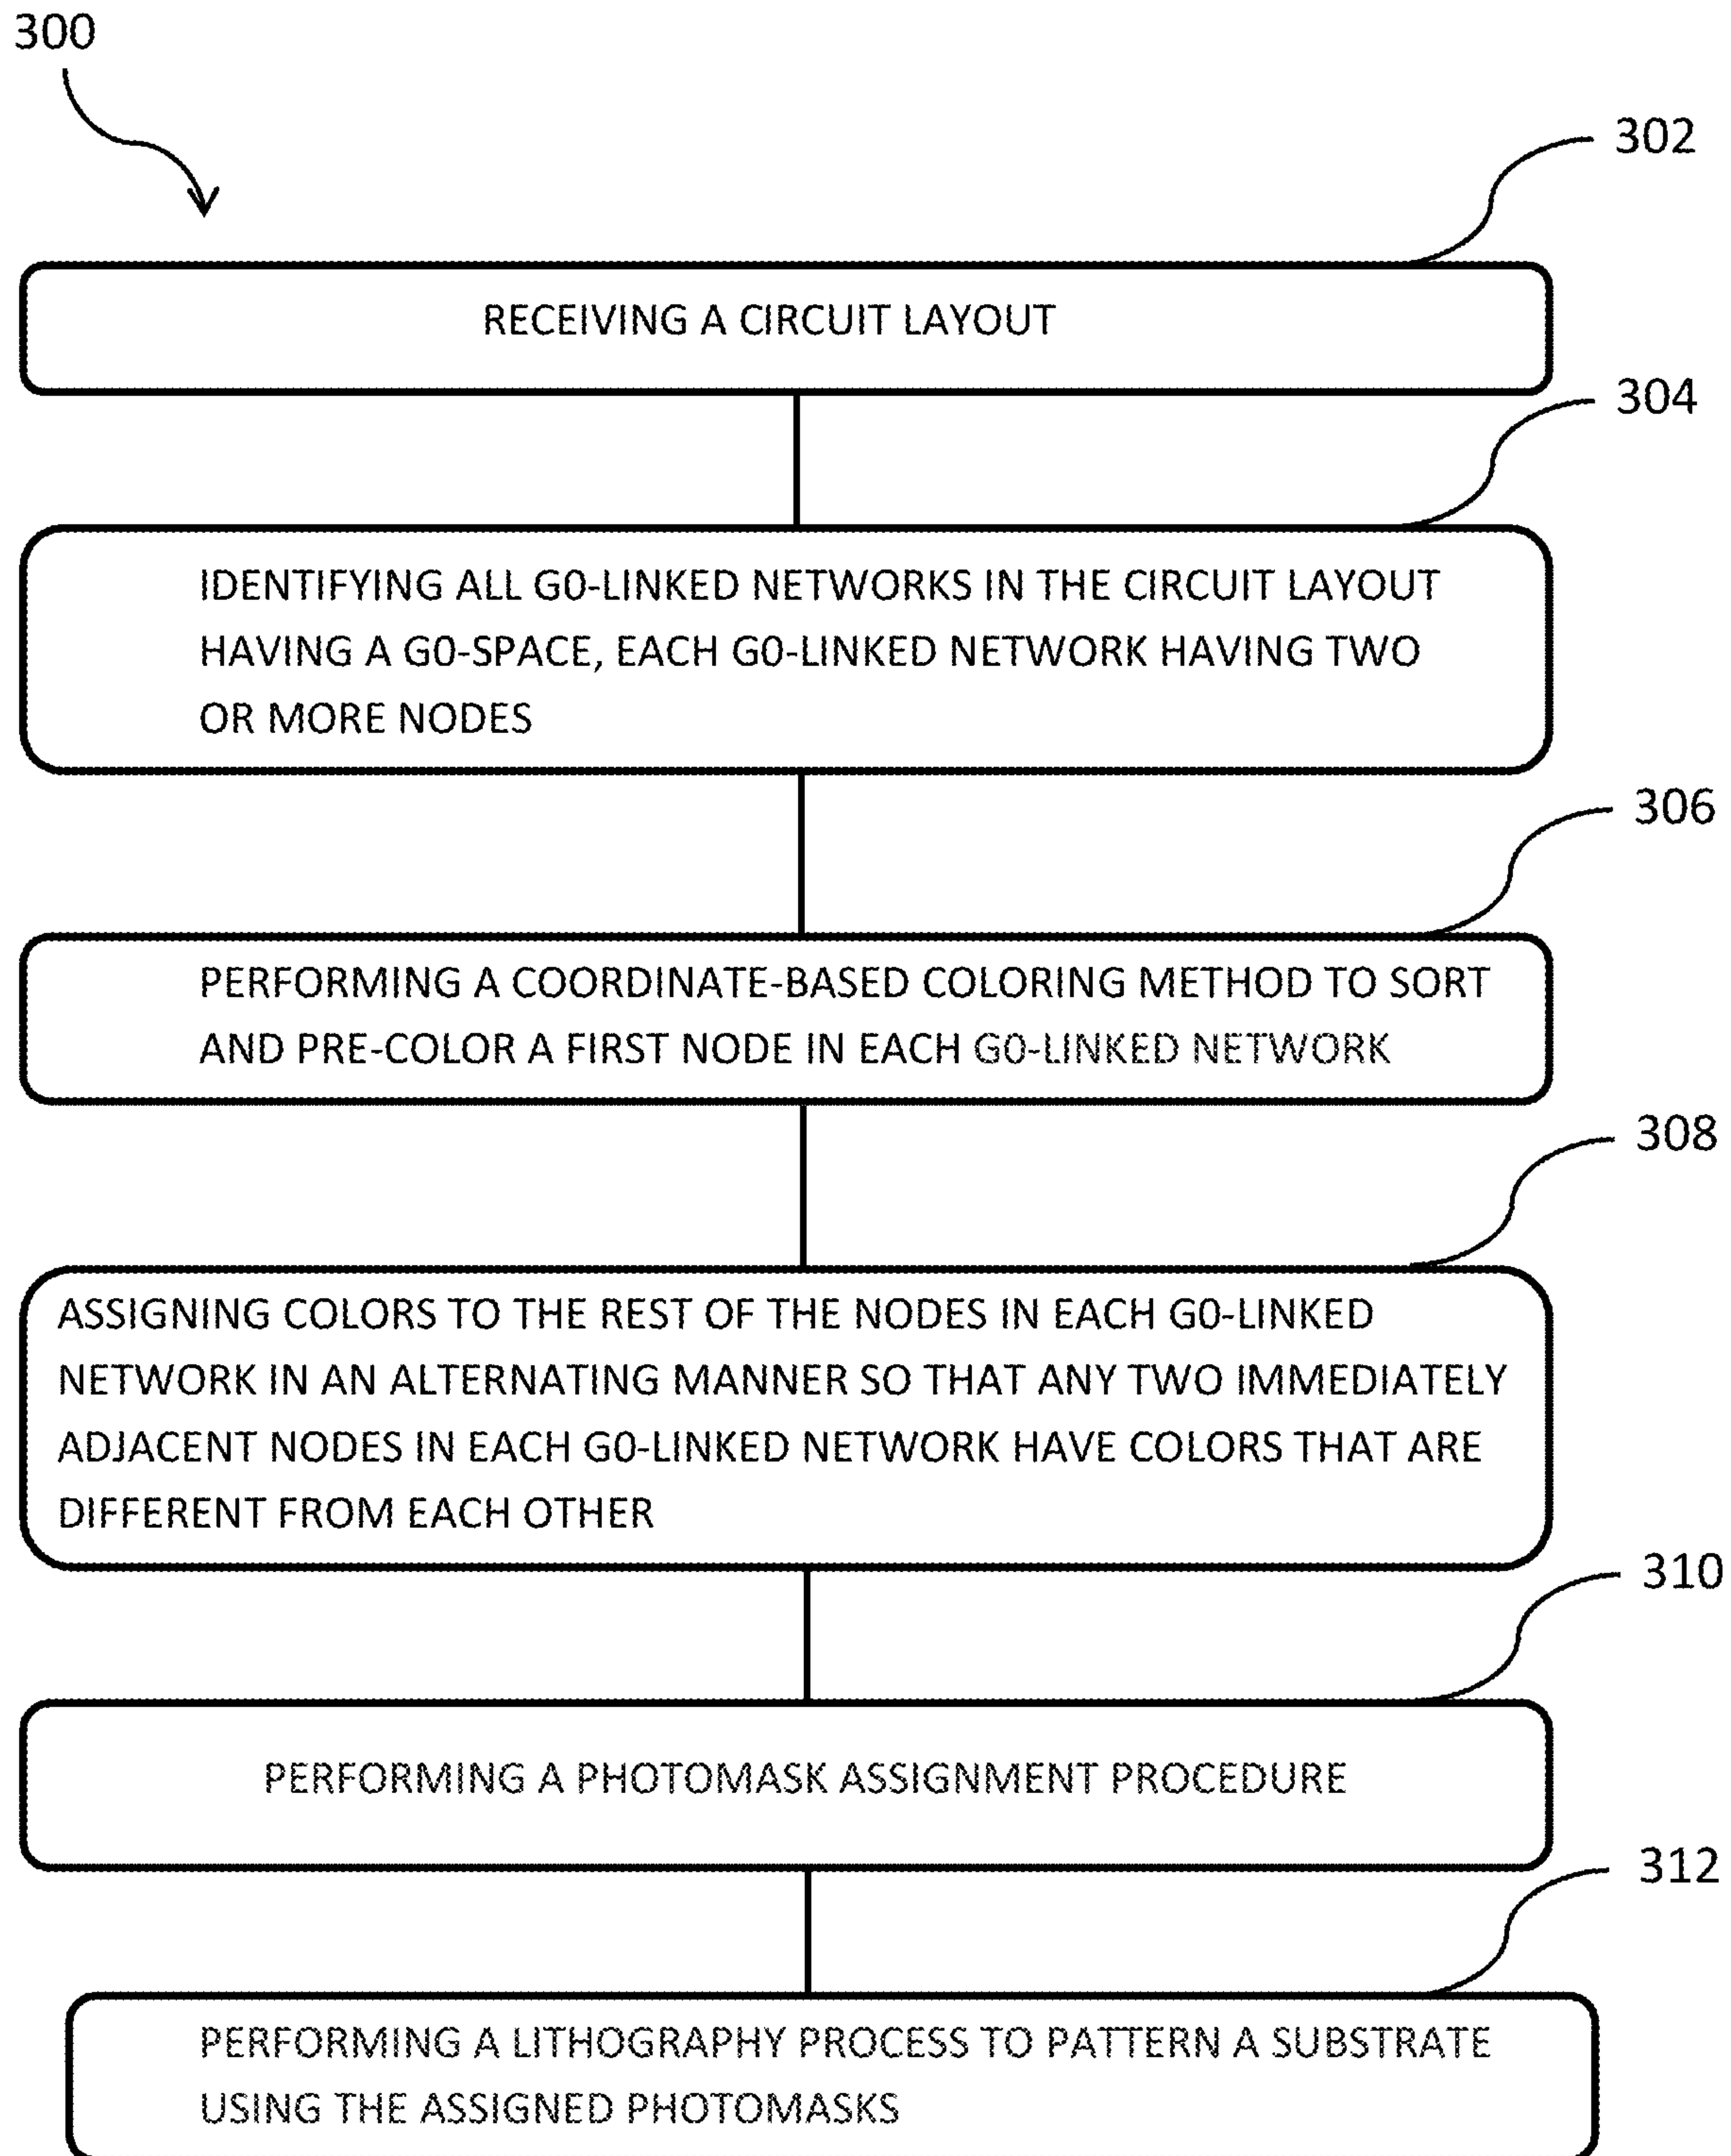 300
302
RECEIVING A CIRCUIT LAYOUT
304
IDENTIFYING ALL G0-LINKED NETWORKS IN THE CIRCUIT LAYOUT
HAVING A G0-SPACE, EACH G0-LINKED NETWORK HAVING TWO
OR MORE NODES
306
PERFORMING A COORDINATE-BASED COLORING METHOD TO SORT
AND PRE-COLOR A FIRST NODE IN EACH G0-LINKED NETWORK
308
ASSIGNING COLORS TO THE REST OF THE NODES IN EACH G0-LINKED
NETWORK IN AN ALTERNATING MANNER SO THAT ANY TWO IMMEDIATELY
ADJACENT NODES IN EACH G0-LINKED NETWORK HAVE COLORS THAT ARE
DIFFERENT FROM EACH OTHER
310
PERFORMING A PHOTOMASK ASSIGNMENT PROCEDURE
312
PERFORMING A LITHOGRAPHY PROCESS TO PATTERN A SUBSTRATE
USING THE ASSIGNED PHOTOMASKS